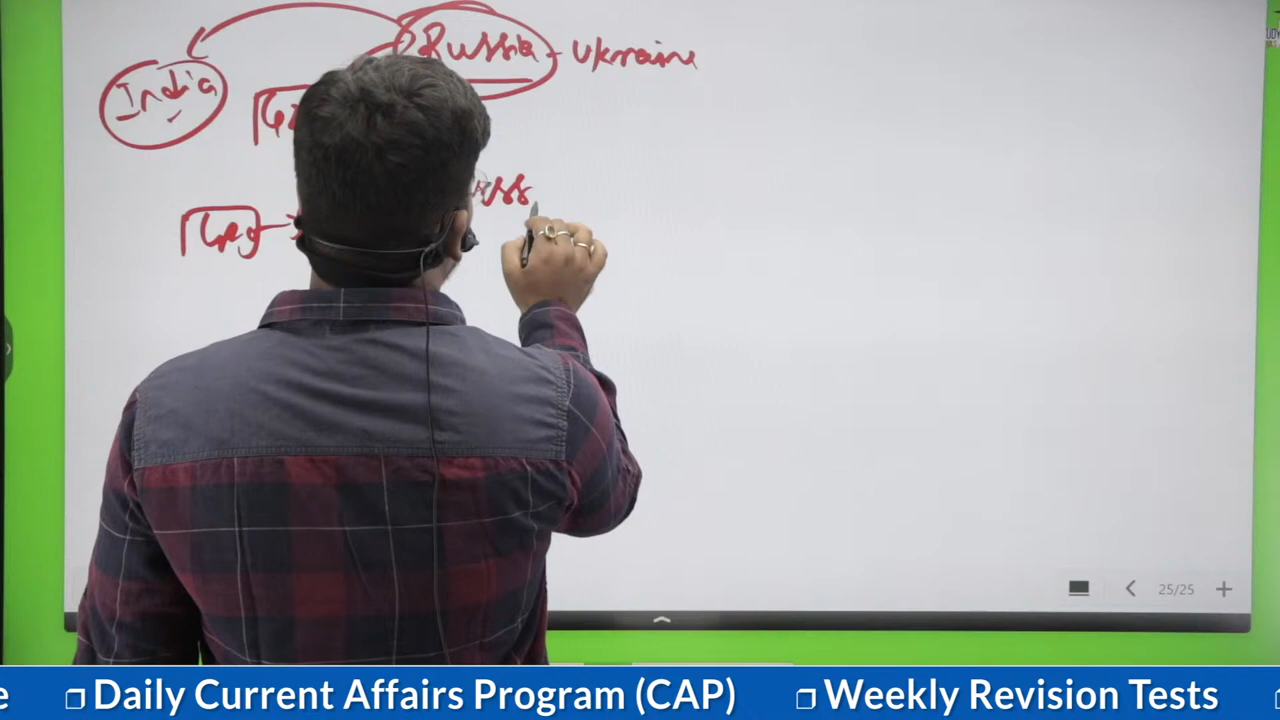 Russia - Ukraine
India
25/25
Daily Current Affairs Program (CAP) Weekly Revision Tests